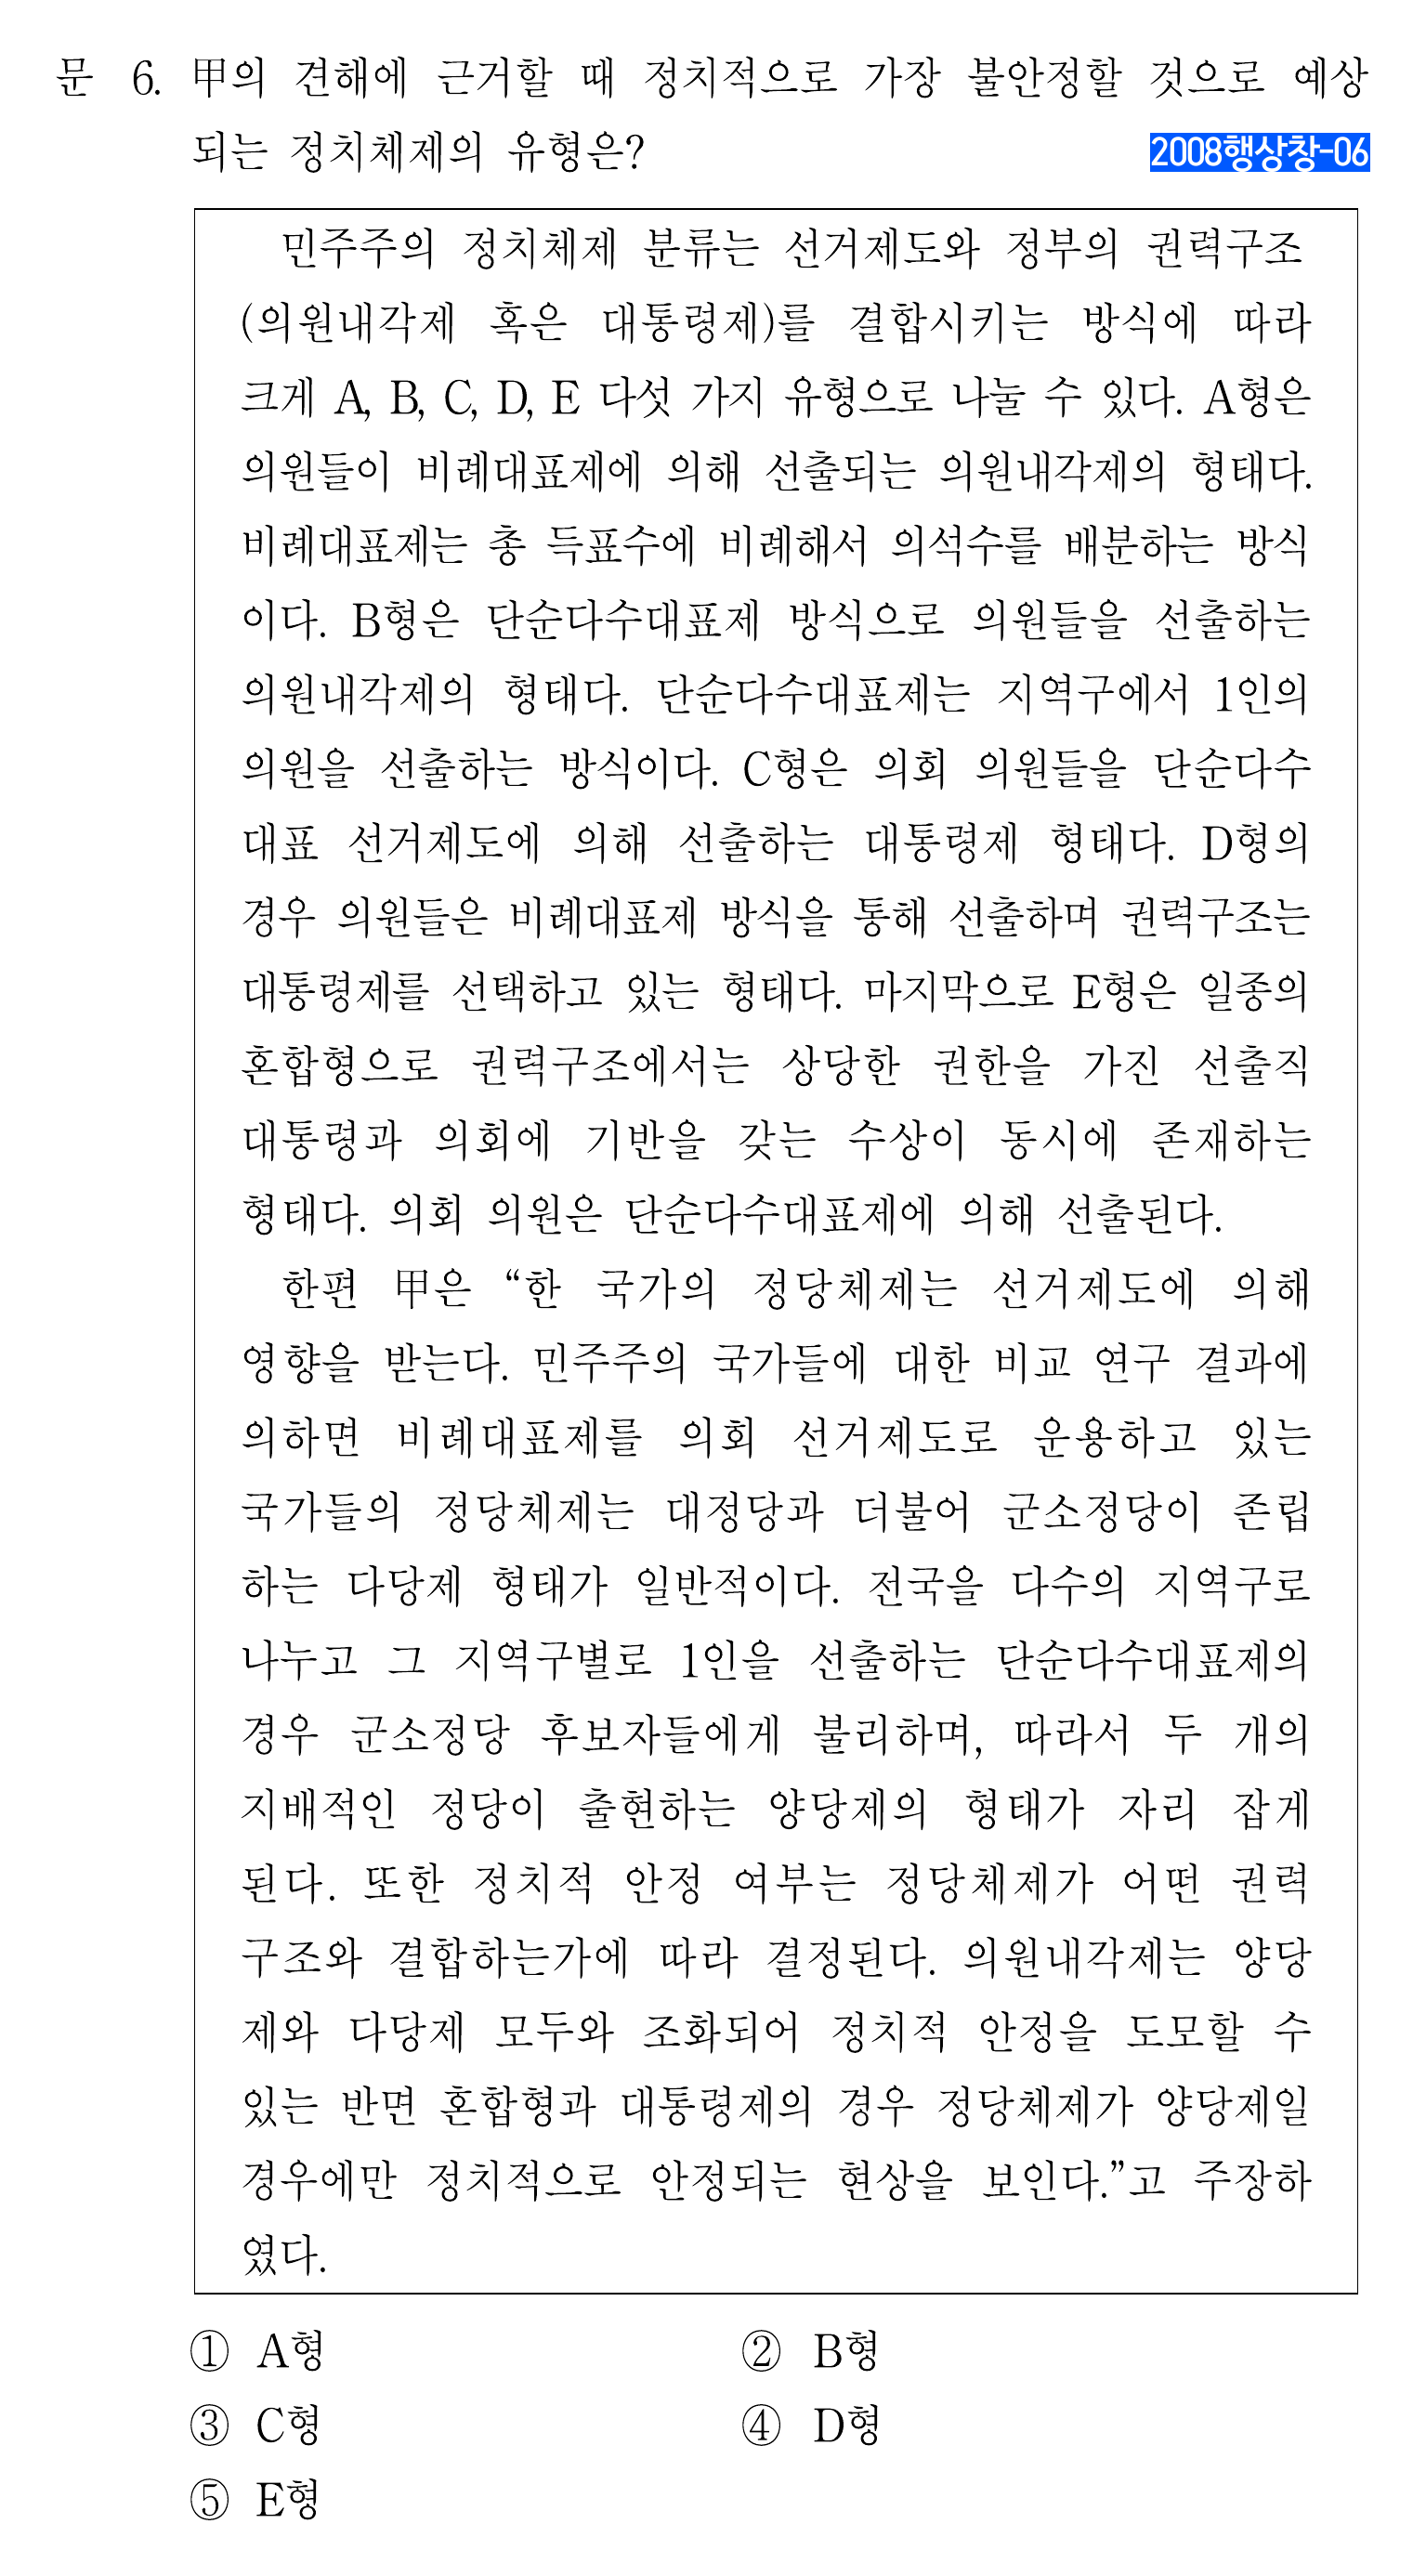 문 6. 甲의 견해에 근거할 때 정치적으로 가장 불안정할 것으로 예상
되는 정치체제의 유형은?
2008행상창-06
민주주의 정치체제 분류는 선거제도와 정부의 권력구조
(의원내각제 혹은 대통령제)를 결합시키는 방식에 따라
크게 A, B, C, D, E 다섯 가지 유형으로 나눌 수 있다. A형은
의원들이 비례대표제에 의해 선출되는 의원내각제의 형태다.
비례대표제는 총 득표수에 비례해서 의석수를 배분하는 방식
이다. B형은 단순다수대표제 방식으로 의원들을 선출하는
의원내각제의 형태다. 단순다수대표제는 지역구에서 1인의
의원을 선출하는 방식이다. C형은 의회 의원들을 단순다수
대표 선거제도에 의해 선출하는 대통령제 형태다. D형의
경우 의원들은 비례대표제 방식을 통해 선출하며 권력구조는
대통령제를 선택하고 있는 형태다. 마지막으로 E형은 일종의
혼합형으로 권력구조에서는 상당한 권한을 가진 선출직
대통령과 의회에 기반을 갖는 수상이 동시에 존재하는
형태다. 의회 의원은 단순다수대표제에 의해 선출된다.
한편 甲은 “한 국가의 정당체제는 선거제도에 의해
영향을 받는다. 민주주의 국가들에 대한 비교 연구 결과에
의하면 비례대표제를 의회 선거제도로 운용하고 있는
국가들의 정당체제는 대정당과 더불어 군소정당이 존립
하는 다당제 형태가 일반적이다. 전국을 다수의 지역구로
나누고 그 지역구별로 1인을 선출하는 단순다수대표제의
경우 군소정당 후보자들에게 불리하며, 따라서 두 개의
지배적인 정당이 출현하는 양당제의 형태가 자리 잡게
된다. 또한 정치적 안정 여부는 정당체제가 어떤 권력
구조와 결합하는가에 따라 결정된다. 의원내각제는 양당
제와 다당제 모두와 조화되어 정치적 안정을 도모할 수
있는 반면 혼합형과 대통령제의 경우 정당체제가 양당제일
경우에만 정치적으로 안정되는 현상을 보인다.”고 주장하
였다.
① A형 ② B형
③ C형 ④ D형
⑤ E형